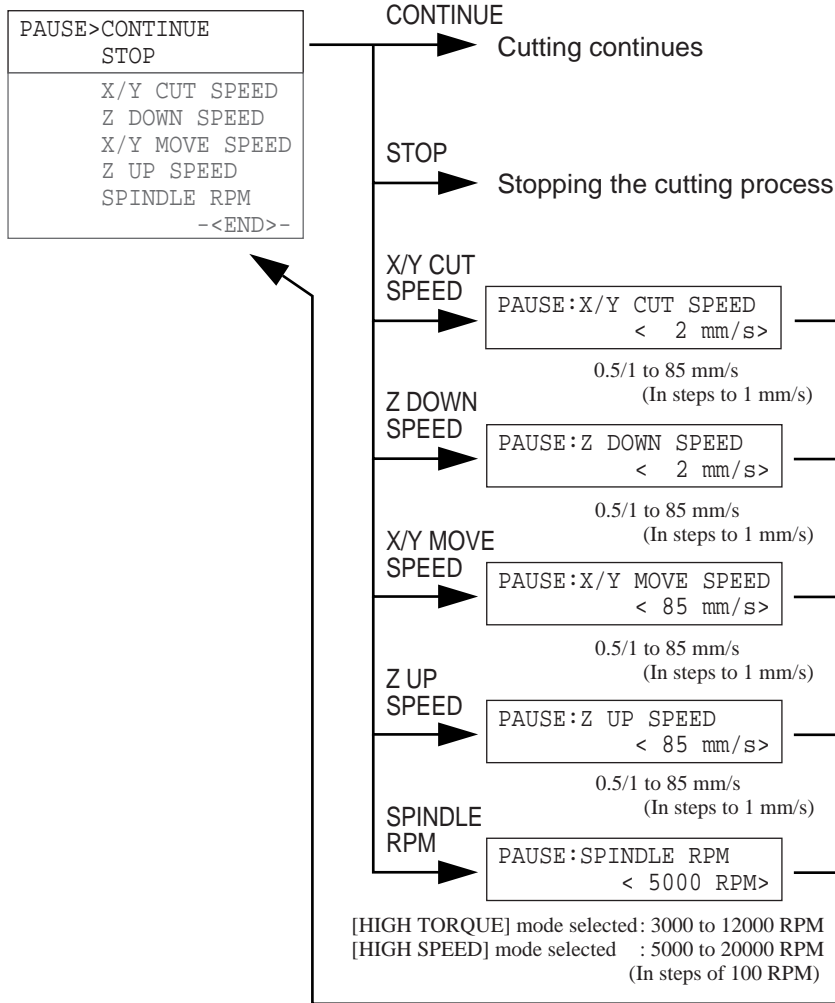 PAUSE>CONTINUE
STOP
X/Y CUT SPEED
Z DOWN SPEED
X/Y MOVE SPEED
Z UP SPEED
SPINDLE RPM
-<END>-
CONTINUE
Cutting continues
STOP
Stopping the cutting process
X/Y CUT
SPEED
PAUSE:X/Y CUT SPEED
< 2 mm/s>
0.5/1 to 85 mm/s
(In steps to 1 mm/s)
Z DOWN
SPEED
PAUSE:Z DOWN SPEED
< 2 mm/s>
0.5/1 to 85 mm/s
(In steps to 1 mm/s)
X/Y MOVE
SPEED
PAUSE:X/Y MOVE SPEED
< 85 mm/s>
0.5/1 to 85 mm/s
(In steps to 1 mm/s)
Z UP
SPEED
PAUSE:Z UP SPEED
< 85 mm/s>
0.5/1 to 85 mm/s
(In steps to 1 mm/s)
SPINDLE
RPM
PAUSE:SPINDLE RPM
< 5000 RPM>
[HIGH TORQUE] mode selected: 3000 to 12000 RPM
[HIGH SPEED] mode selected : 5000 to 20000 RPM
(In steps of 100 RPM)